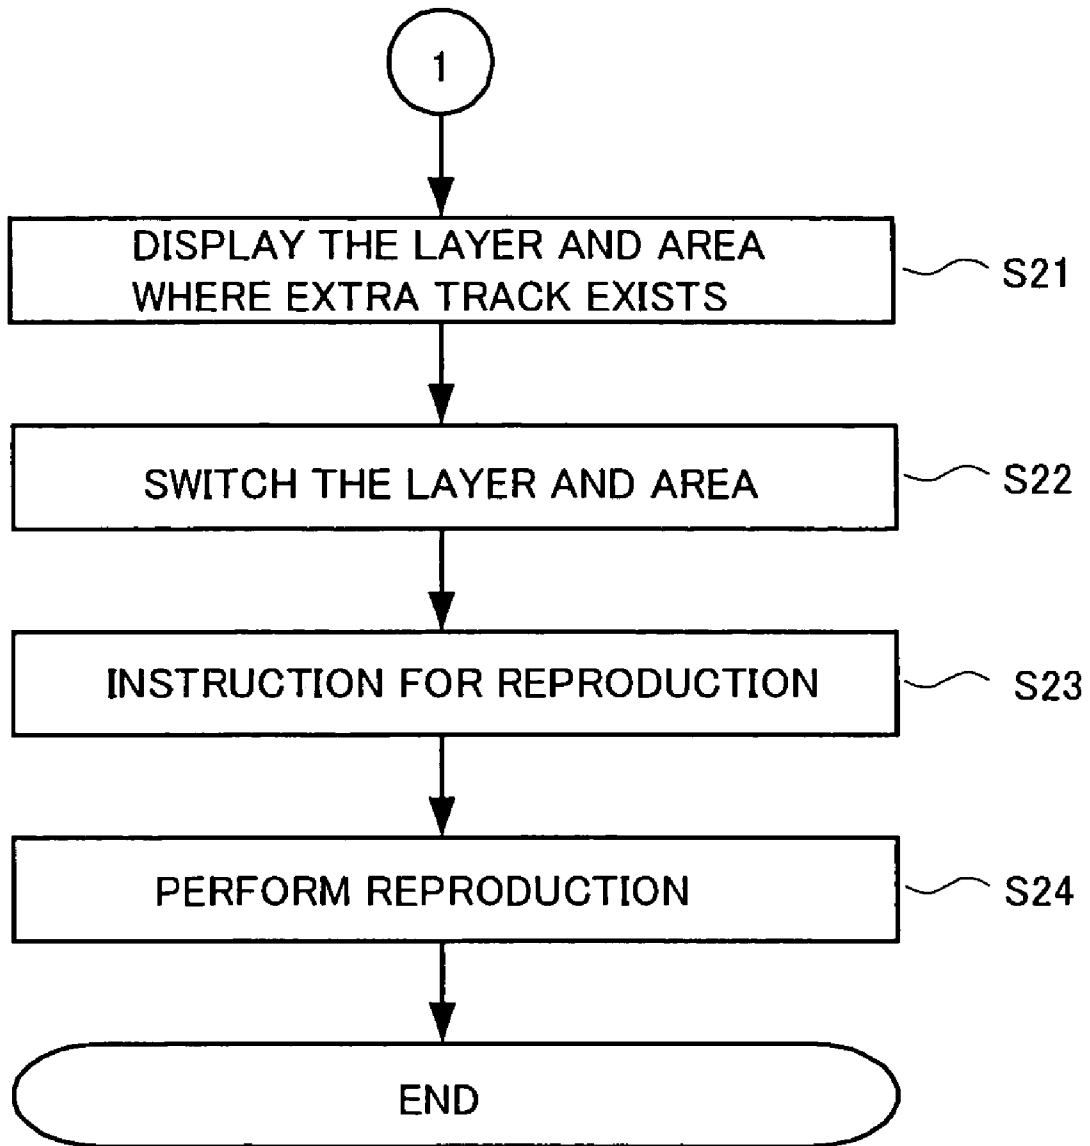 1
DISPLAY THE LAYER AND AREA
WHERE EXTRA TRACK EXISTS
S21
SWITCH THE LAYER AND AREA
S22
INSTRUCTION FOR REPRODUCTION
S23
PERFORM REPRODUCTION
S24
END